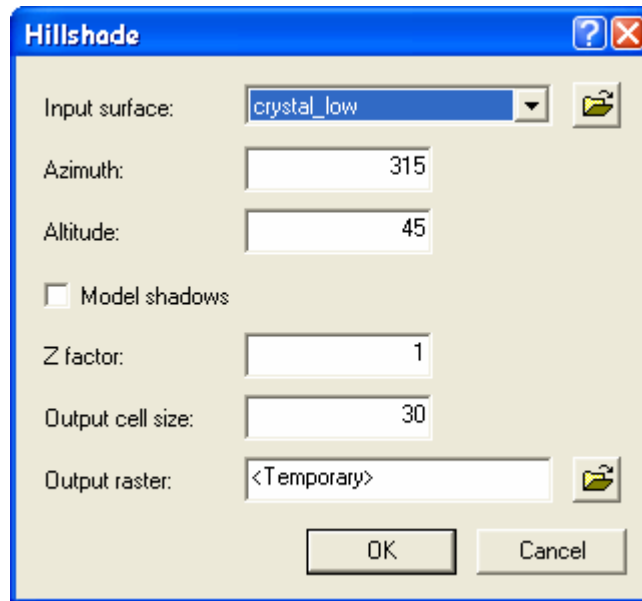 Hillshade
Input surface: crystal_low
Azimuth: 315
Altitude: 45
Model shadows
Z factor: 1
Output cell size: 30
Output raster: <Temporary>
OK Cancel